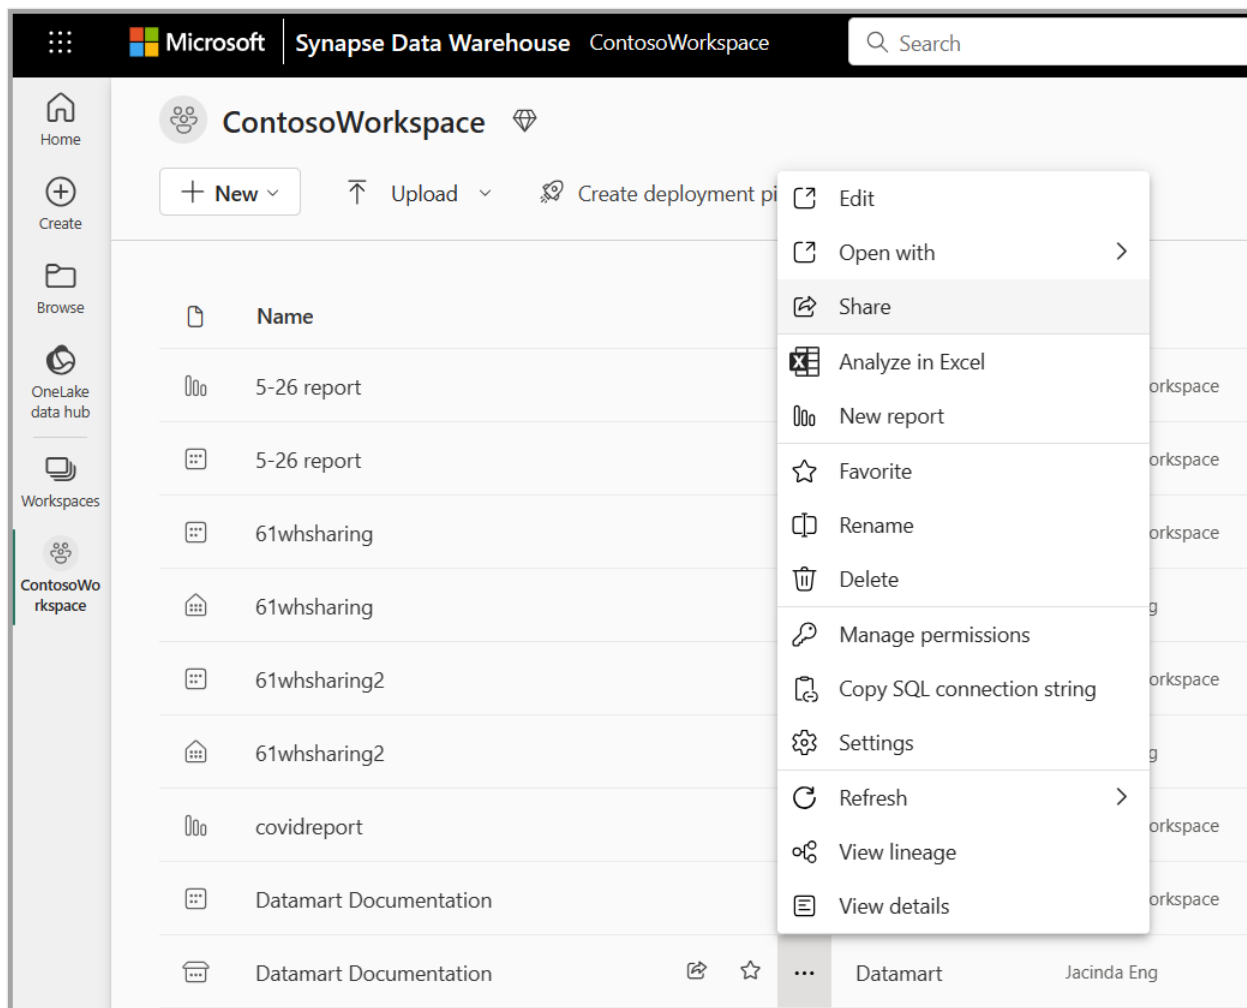 Microsoft Synapse Data Warehouse ContosoWorkspace Search
Home
Create
Browse
OneLake
data hub
Workspaces
ContosoWo
rkspace
ContosoWorkspace
New Upload Create deployment pi
Name
5-26 report orkspace
5-26 report orkspace
61whsharing orkspace
61whsharing g
61whsharing2 orkspace
61whsharing2 g
covidreport orkspace
Datamart Documentation orkspace
Datamart Documentation ... Datamart Jacinda Eng
Edit
Open with
Share
Analyze in Excel
New report
Favorite
Rename
Delete
Manage permissions
Copy SQL connection string
Settings
Refresh
View lineage
View details